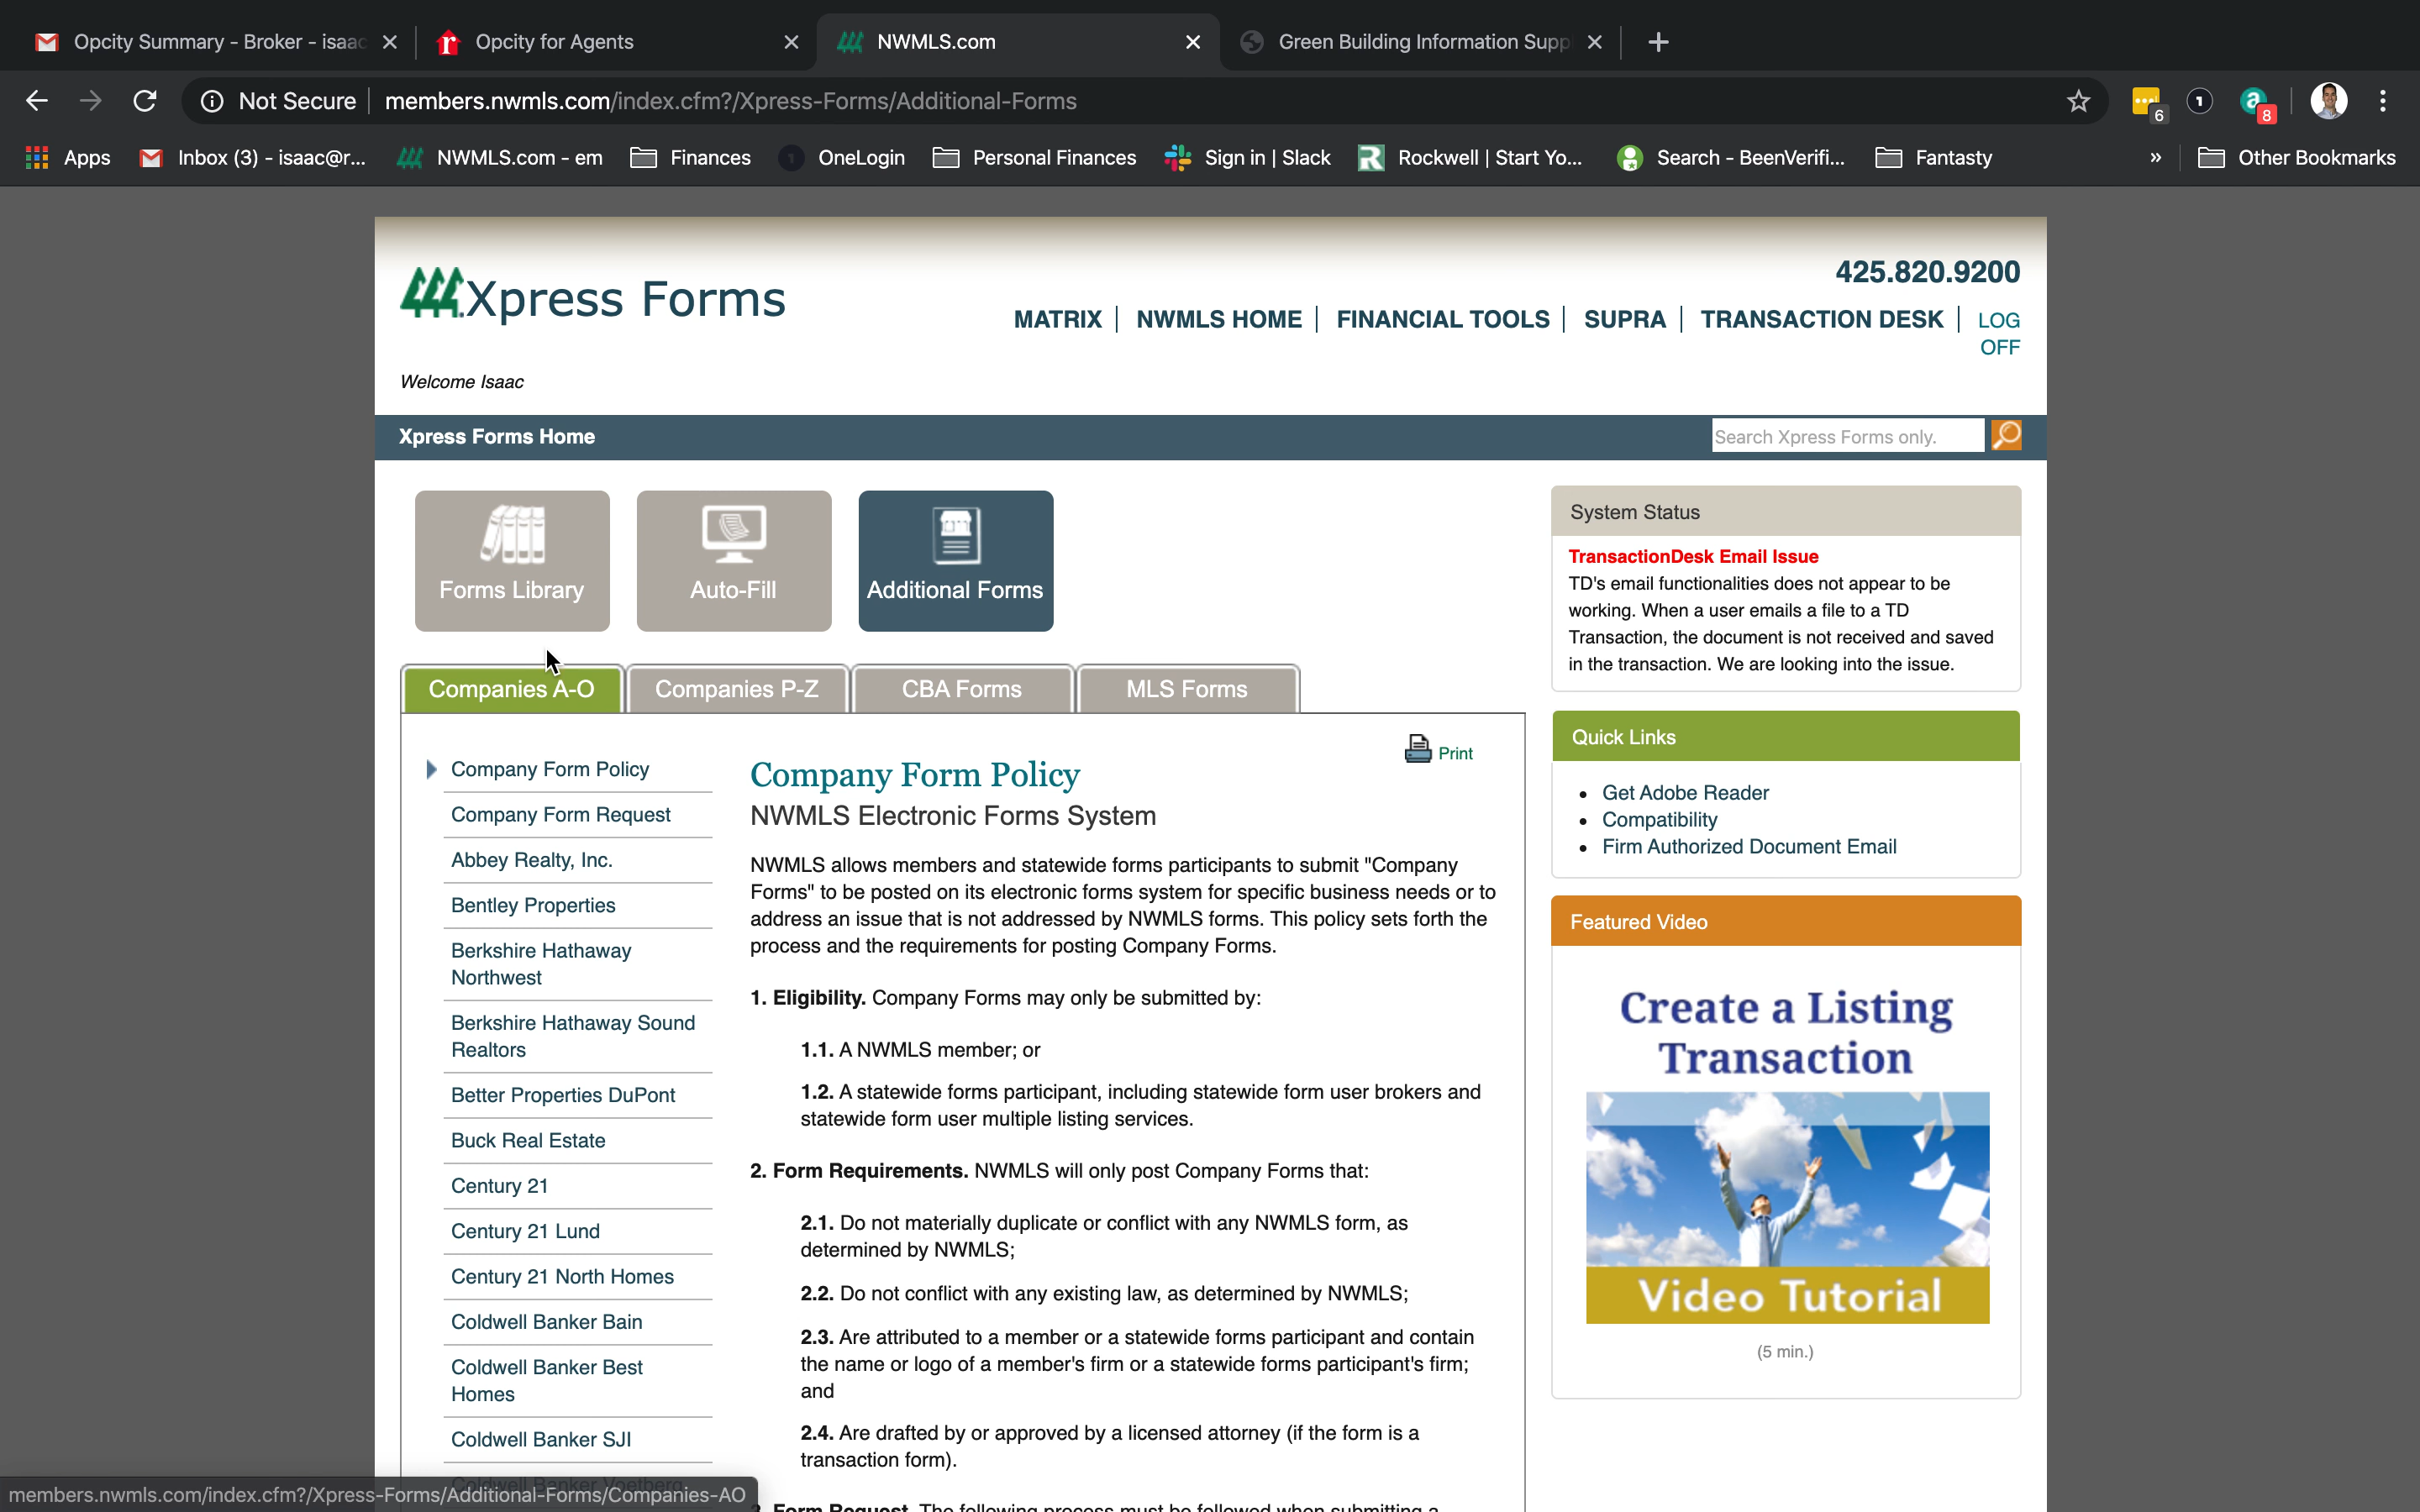 Opcity Summary - Broker - isaac
Opcity for Agents
NWMLS.com
Green Building Information Supp
Not Secure
members.nwmls.com/index.cfm?/Xpress-Forms/Additional-Forms
6
1
a
8
Apps
Inbox (3) - isaac@r...
NWMLS.com - em
Finances
OneLogin
Personal Finances
Sign in | Slack
Rockwell | Start Yo...
Search - BeenVerifi...
Fantasty
»
Other Bookmarks
Xpress Forms
425.820.9200
MATRIX
NWMLS HOME
FINANCIAL TOOLS
SUPRA
TRANSACTION DESK
LOG
OFF
Welcome Isaac
Xpress Forms Home
Search Xpress Forms only.
Forms Library
Auto-Fill
Additional Forms
Companies A-O
Companies P-Z
CBA Forms
MLS Forms
Company Form Policy
Company Form Request
Abbey Realty, Inc.
Bentley Properties
Berkshire Hathaway
Northwest
Berkshire Hathaway Sound
Realtors
Better Properties DuPont
Buck Real Estate
Century 21
Century 21 Lund
Century 21 North Homes
Coldwell Banker Bain
Coldwell Banker Best
Homes
Coldwell Banker SJI
Print
Company Form Policy
NWMLS Electronic Forms System
NWMLS allows members and statewide forms participants to submit "Company
Forms" to be posted on its electronic forms system for specific business needs or to
address an issue that is not addressed by NWMLS forms. This policy sets forth the
process and the requirements for posting Company Forms.
1. Eligibility. Company Forms may only be submitted by:
1.1. A NWMLS member; or
1.2. A statewide forms participant, including statewide form user brokers and
statewide form user multiple listing services.
2. Form Requirements. NWMLS will only post Company Forms that:
2.1. Do not materially duplicate or conflict with any NWMLS form, as
determined by NWMLS;
2.2. Do not conflict with any existing law, as determined by NWMLS;
2.3. Are attributed to a member or a statewide forms participant and contain
the name or logo of a member's firm or a statewide forms participant's firm;
and
2.4. Are drafted by or approved by a licensed attorney (if the form is a
transaction form).
3. Form Request. The following process must be followed when submitting a
System Status
TransactionDesk Email Issue
TD's email functionalities does not appear to be
working. When a user emails a file to a TD
Transaction, the document is not received and saved
in the transaction. We are looking into the issue.
Quick Links
Get Adobe Reader
Compatibility
Firm Authorized Document Email
Featured Video
Create a Listing
Transaction
Video Tutorial
(5 min.)
members.nwmls.com/index.cfm?/Xpress-Forms/Additional-Forms/Companies-AO